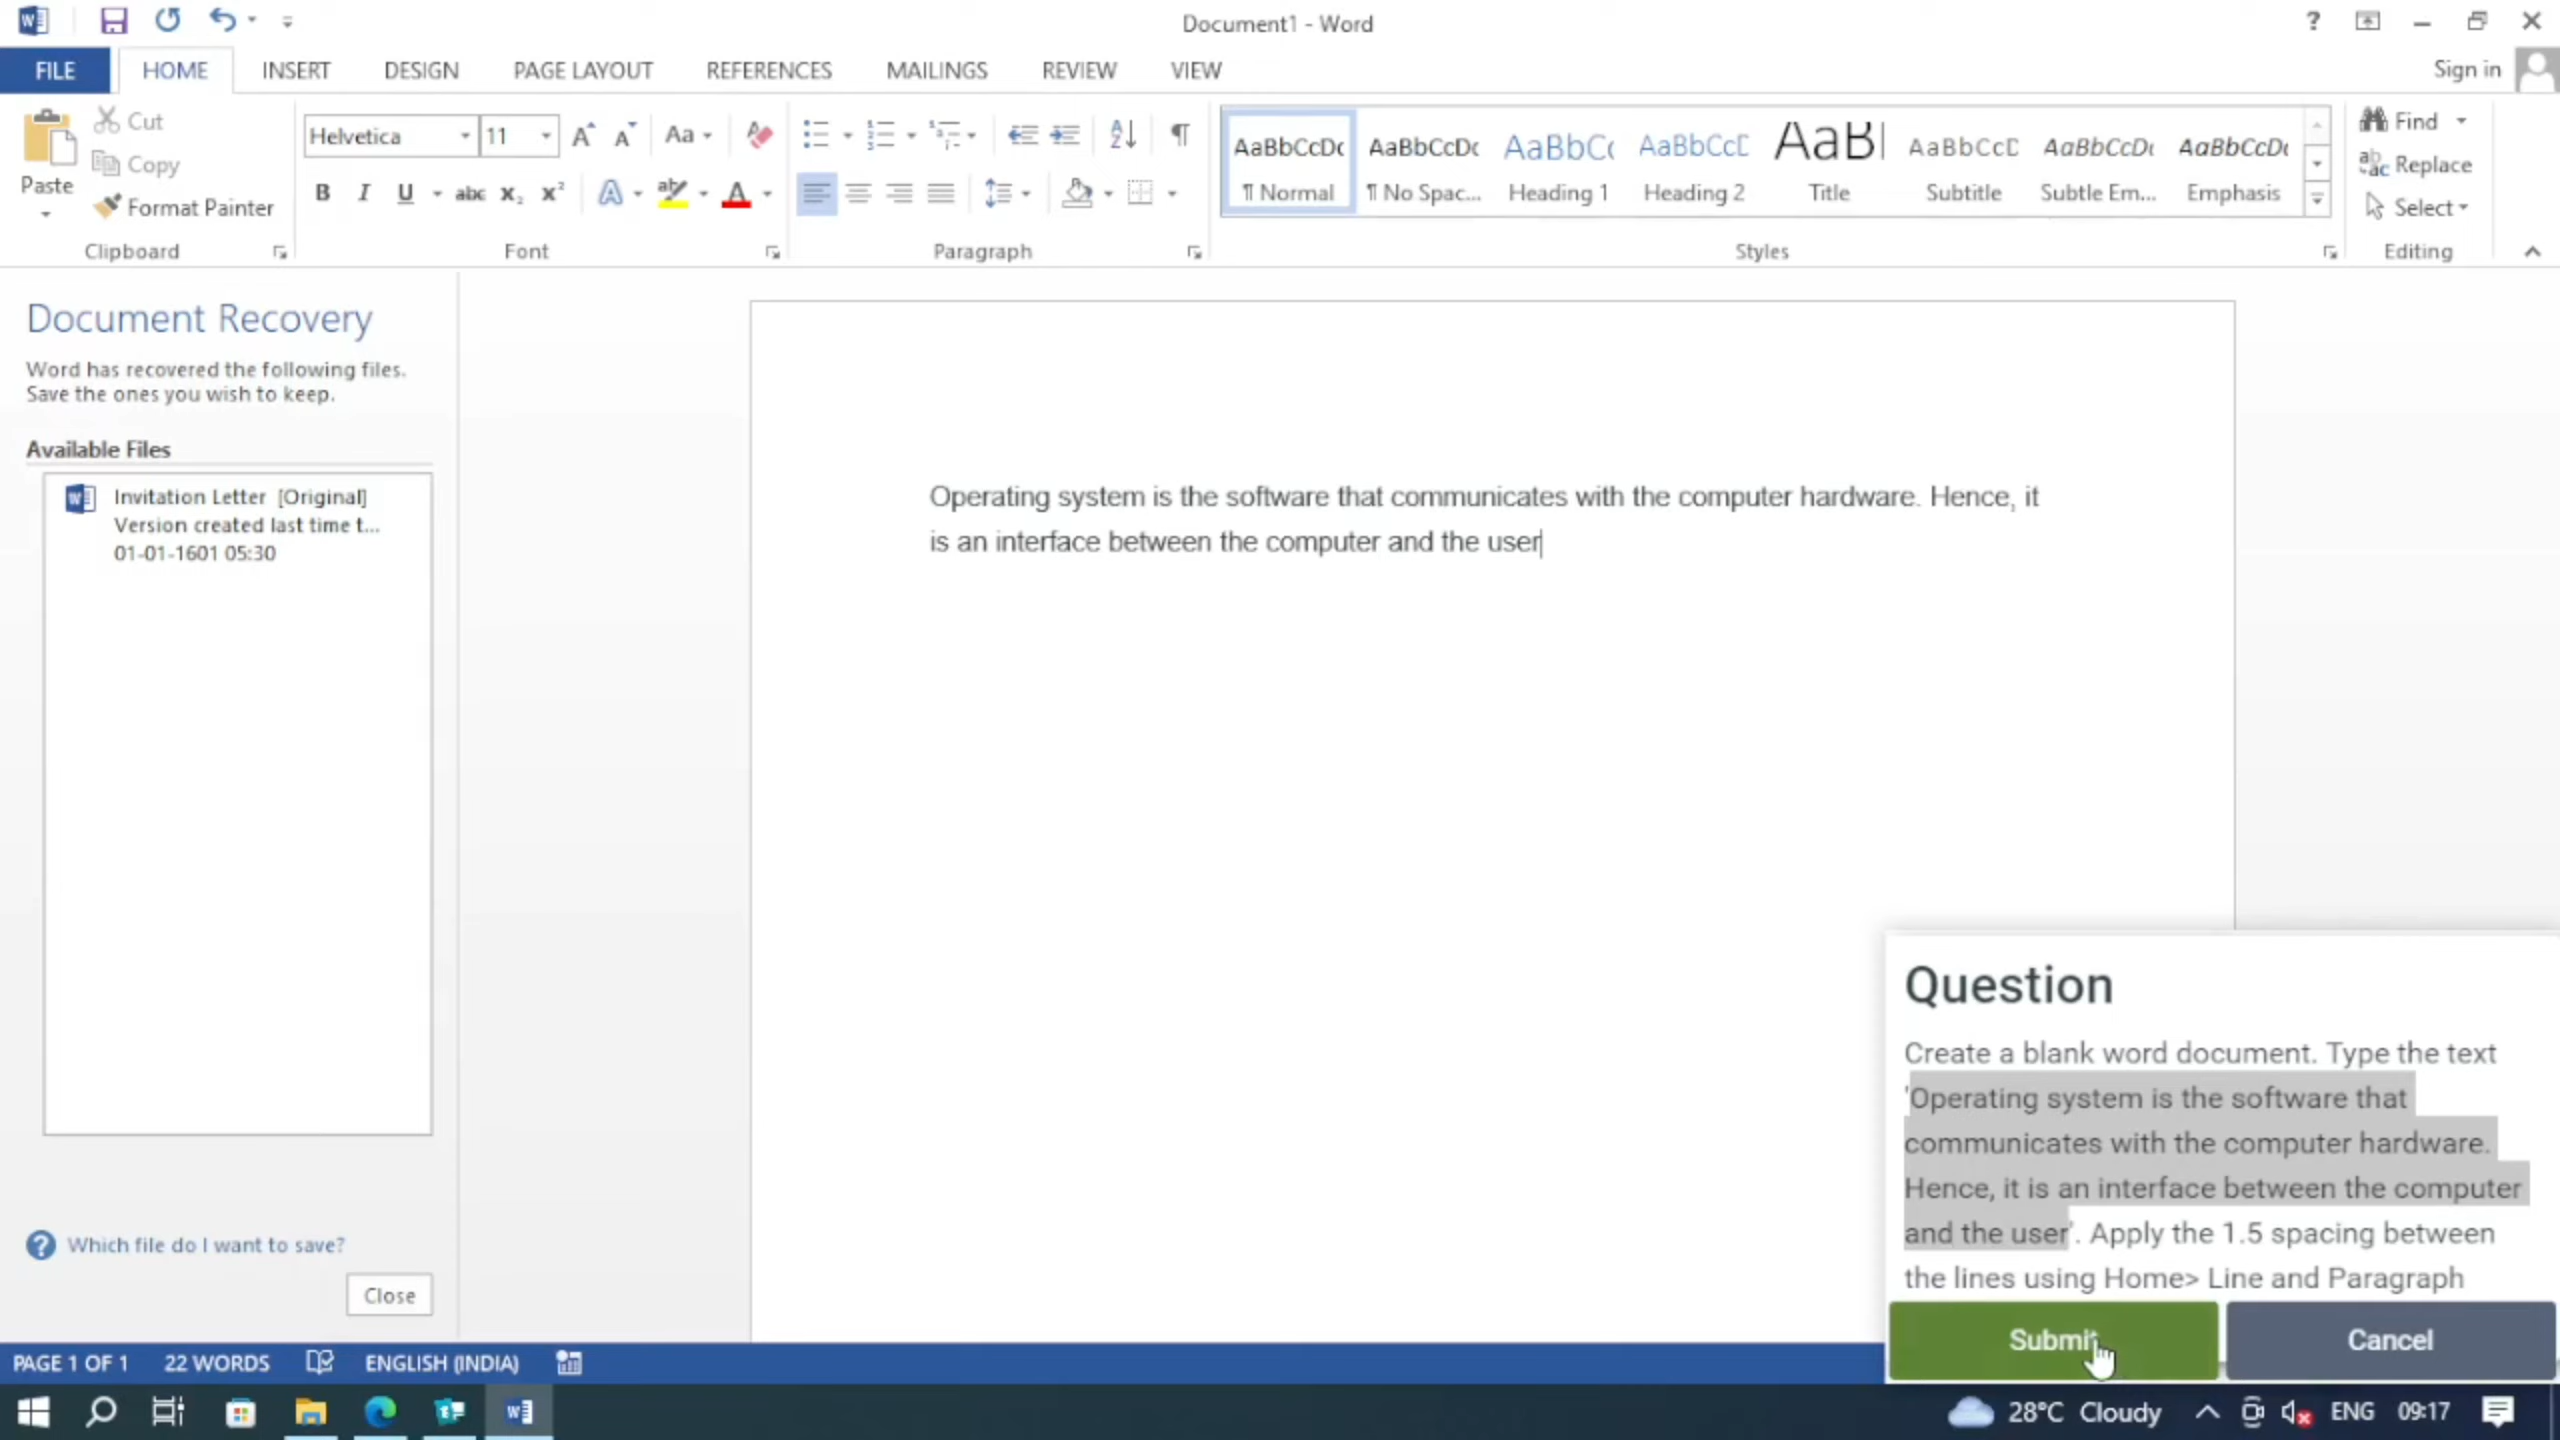 Document1 - Word
FILE
HOME
INSERT
DESIGN
PAGE LAYOUT
REFERENCES
MAILINGS
REVIEW
VIEW
Sign in
Paste
Cut
Copy
Format Painter
Clipboard
Helvetica
11
Aa
B
I
U
abc
X₂
X²
ab
A
Font
Paragraph
AaBbCcDc
¶ Normal
AaBbCcDc
¶ No Spac...
AaBbC(
Heading 1
AaBbCcC
Heading 2
AaB
Title
AaBbCcC
Subtitle
AaBbCcDc
Subtle Em...
AaBbCcDc
Emphasis
Styles
Find
Replace
Select
Editing
Document Recovery
Word has recovered the following files.
Save the ones you wish to keep.
Available Files
Invitation Letter [Original]
Version created last time t...
01-01-1601 05:30
Which file do I want to save?
Close
Operating system is the software that communicates with the computer hardware. Hence, it
is an interface between the computer and the user
Question
Create a blank word document. Type the text
'Operating system is the software that
communicates with the computer hardware.
Hence, it is an interface between the computer
and the user'. Apply the 1.5 spacing between
the lines using Home> Line and Paragraph
Submit
Cancel
PAGE 1 OF 1
22 WORDS
ENGLISH (INDIA)
28°C Cloudy
ENG
09:17